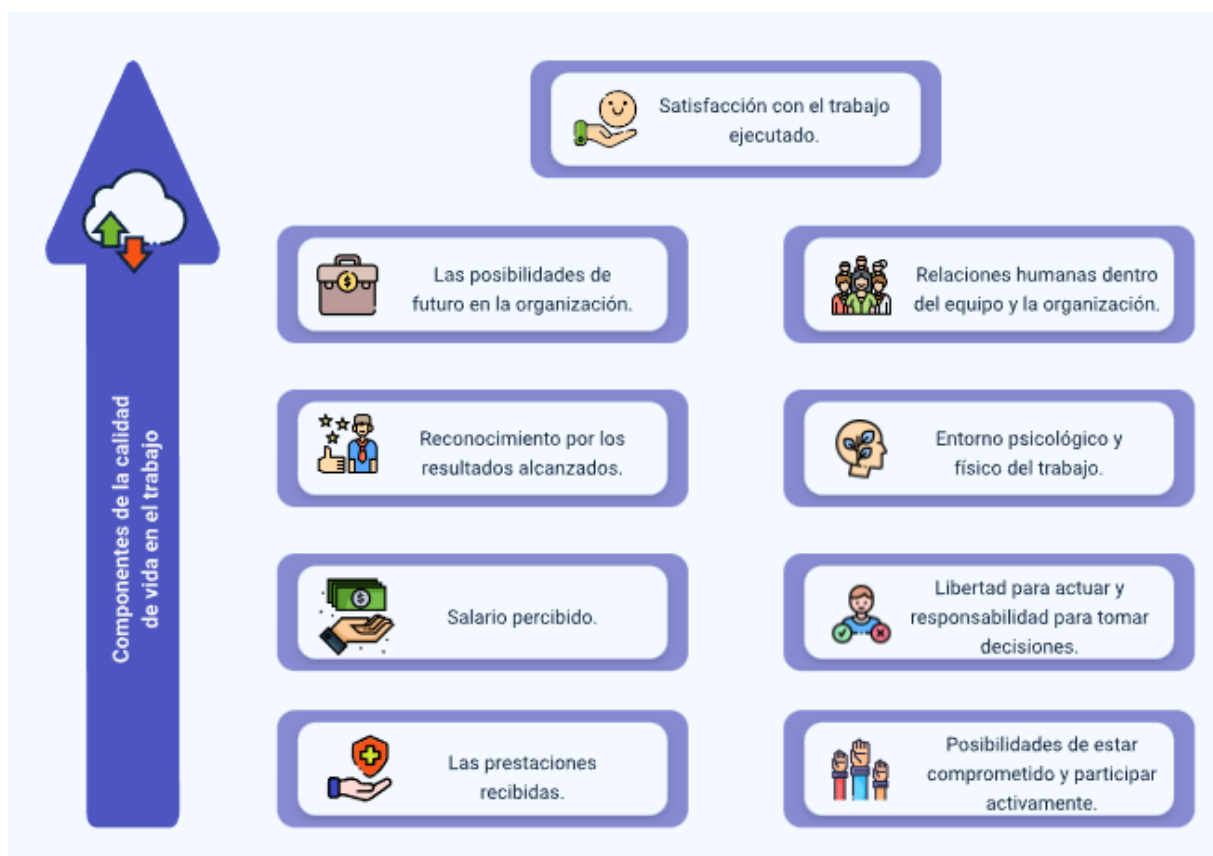 Componentes de la calidad
de vida en el trabajo
Satisfacción con el trabajo
ejecutado.
Las posibilidades de
futuro en la organización.
Relaciones humanas dentro
del equipo y la organización.
Reconocimiento por los
resultados alcanzados.
Entorno psicológico y
físico del trabajo.
Salario percibido.
Libertad para actuar y
responsabilidad para tomar
decisiones.
Las prestaciones
recibidas.
Posibilidades de estar
comprometido y participar
activamente.